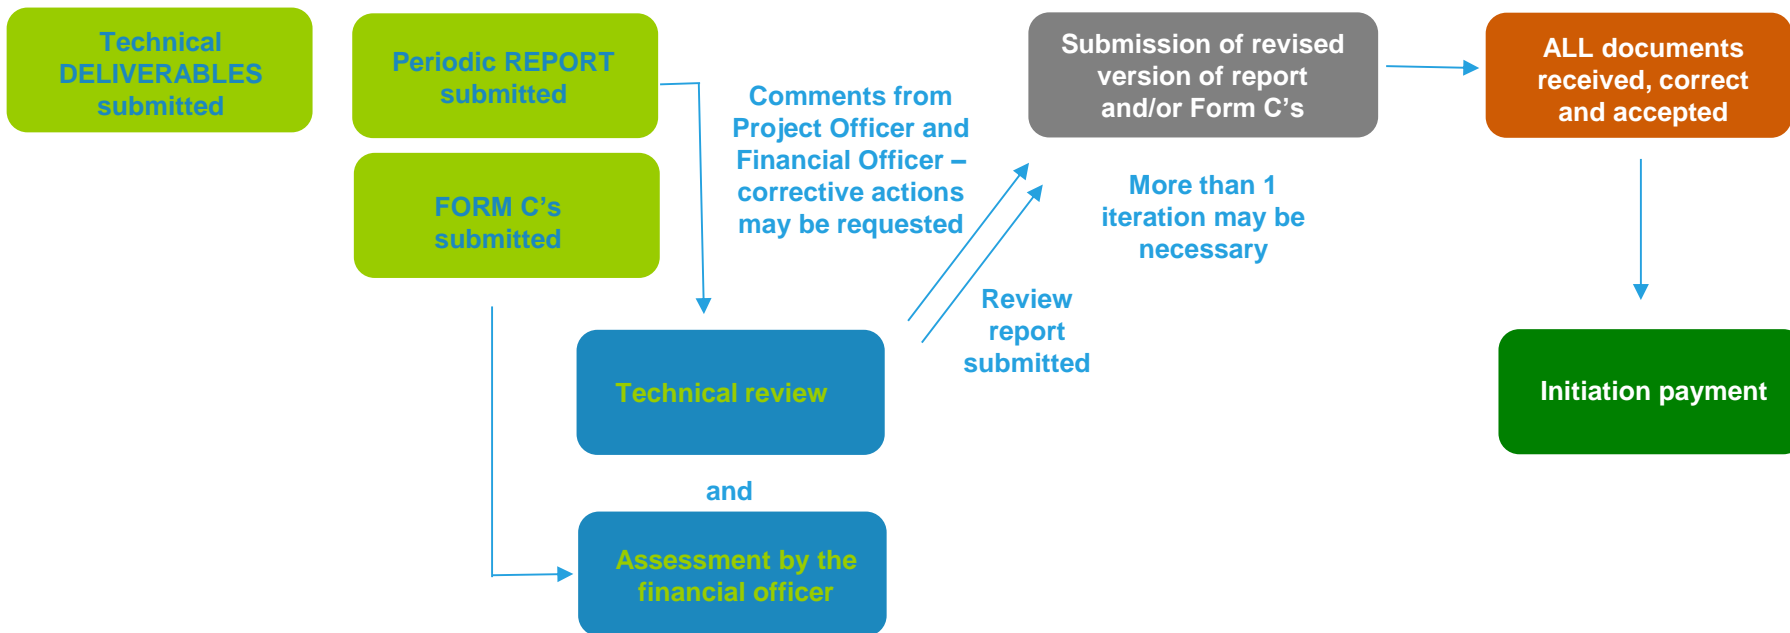 Technical
DELIVERABLES
submitted
Periodic REPORT
submitted
FORM C’s
submitted
Comments from
Project Officer and
Financial Officer –
corrective actions
may be requested
Submission of revised
version of report
and/or Form C’s
ALL documents
received, correct
and accepted
More than 1
iteration may be
necessary
Review
report
submitted
Technical review
and
Assessment by the
financial officer
Initiation payment